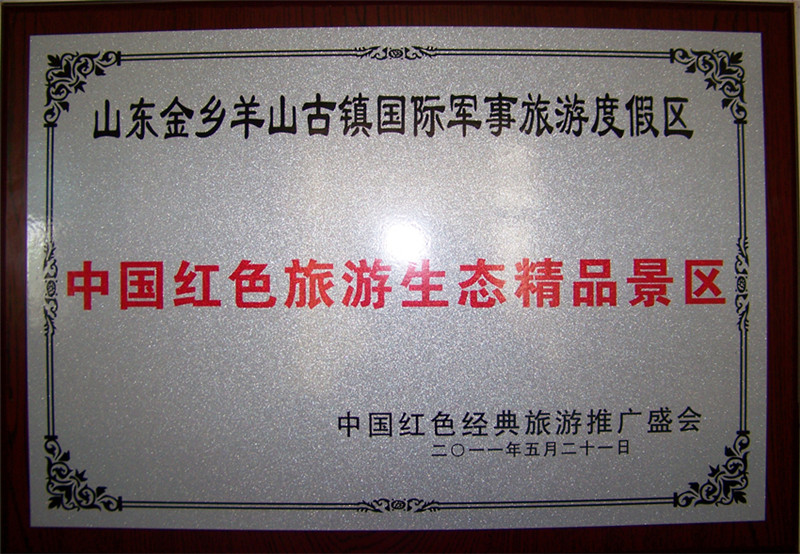 山东金乡羊山古镇国际军事旅游度假区
中国红色旅游生态精品景区
中国红色经典旅游推广盛会
二〇一一年五月二十一日